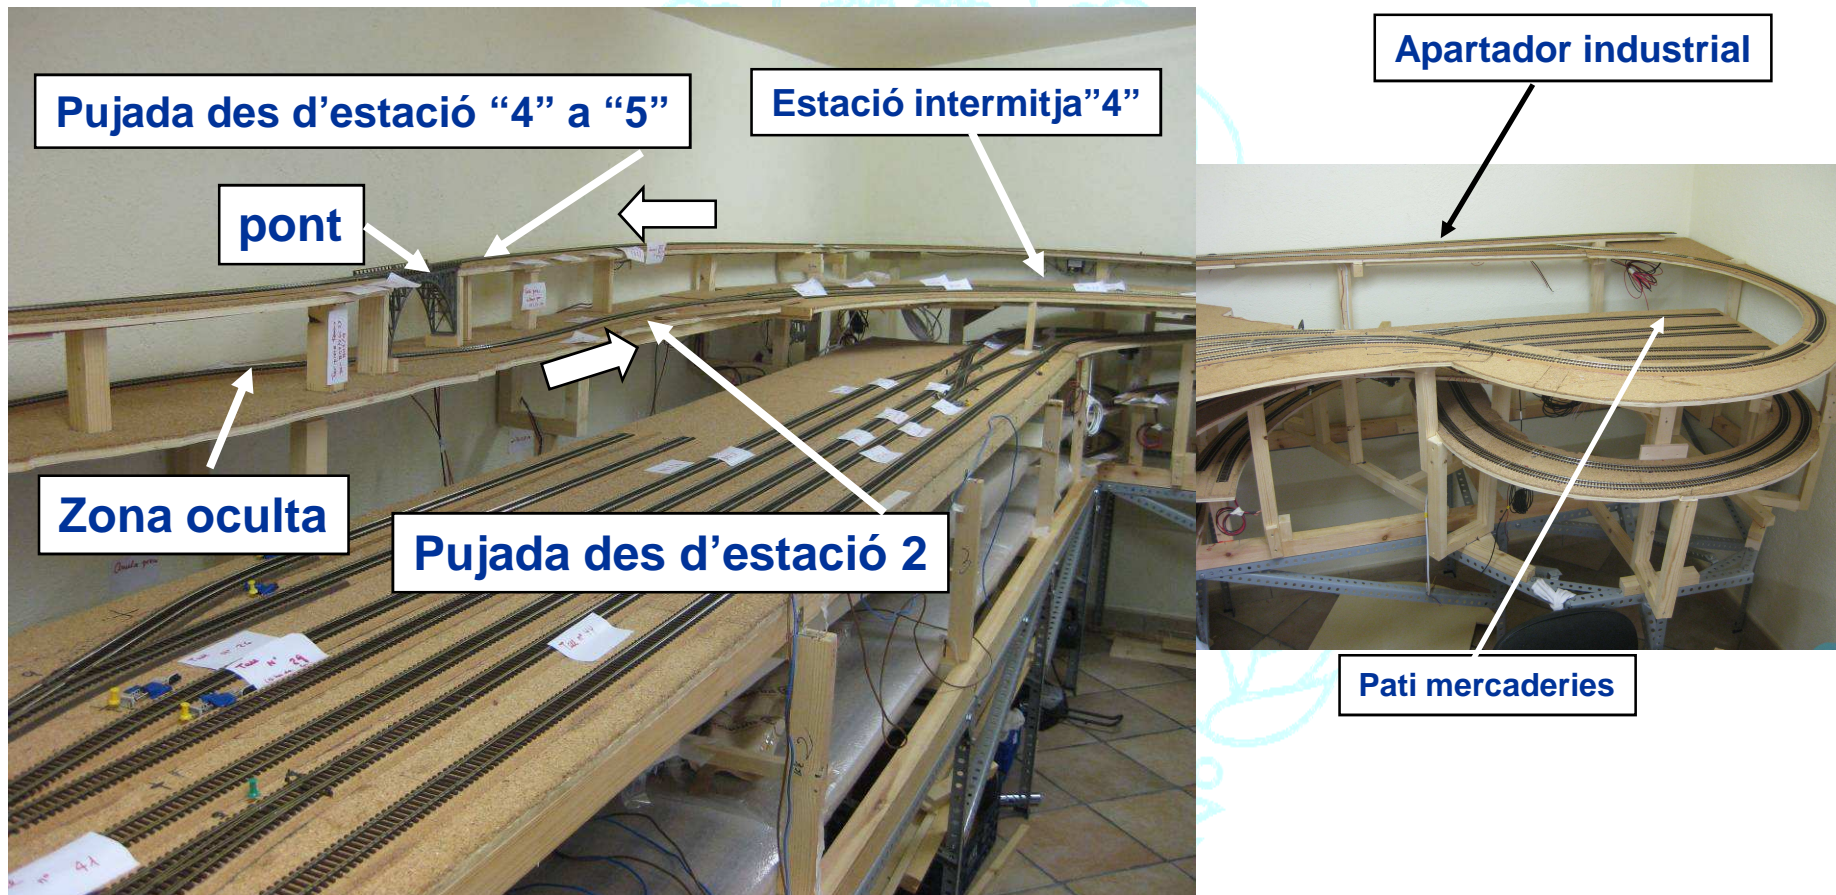 Apartador industrial
Pujada des d'estació “4” a “5”
Estació intermitja”4”
pont
Zona oculta
Pujada des d'estació 2
Pati mercaderies